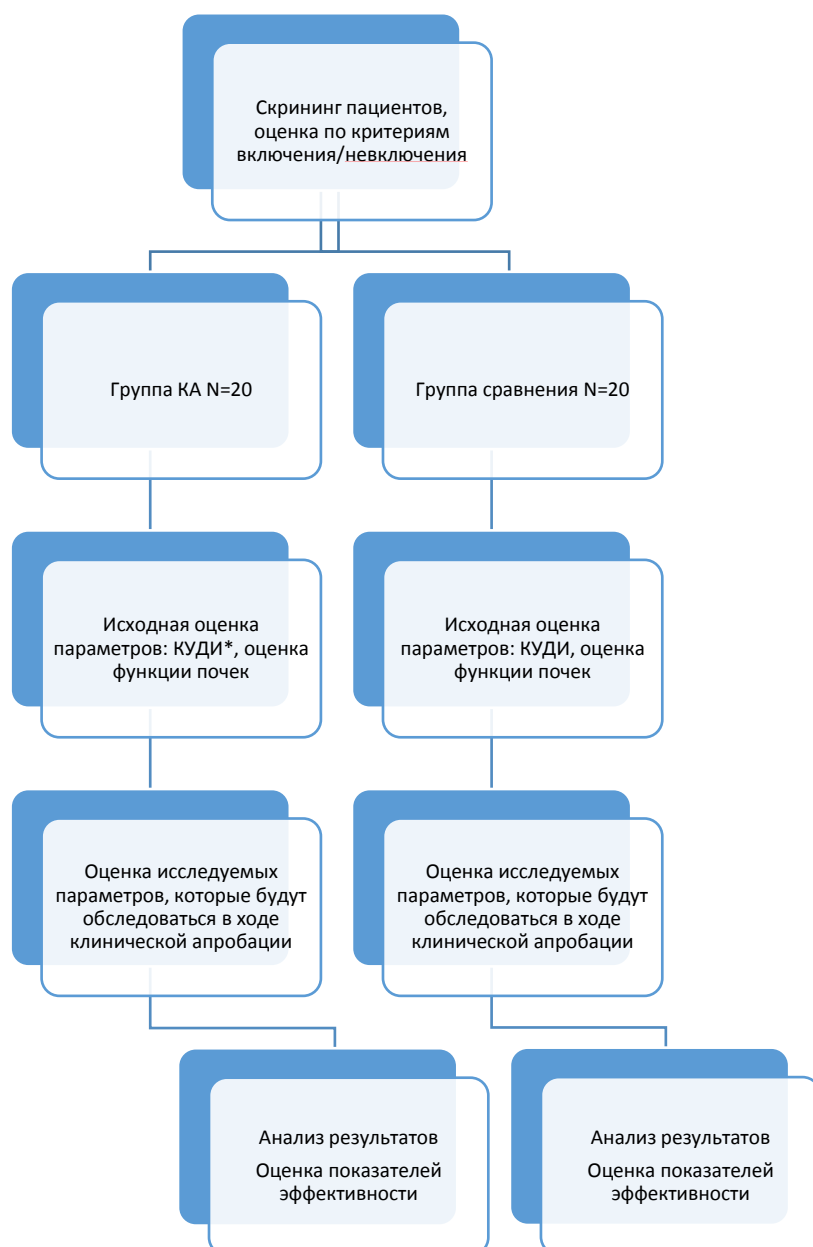 Скрининг пациентов,
оценка по критериям
включения/невключения
Группа КА N=20
Группа сравнения N=20
Исходная оценка
параметров: КУДИ*, оценка
функции почек
Исходная оценка
параметров: КУДИ, оценка
функции почек
Оценка исследуемых
параметров, которые будут
обследоваться в ходе
клинической апробации
Оценка исследуемых
параметров, которые будут
обследоваться в ходе
клинической апробации
Анализ результатов
Оценка показателей
эффективности
Анализ результатов
Оценка показателей
эффективности